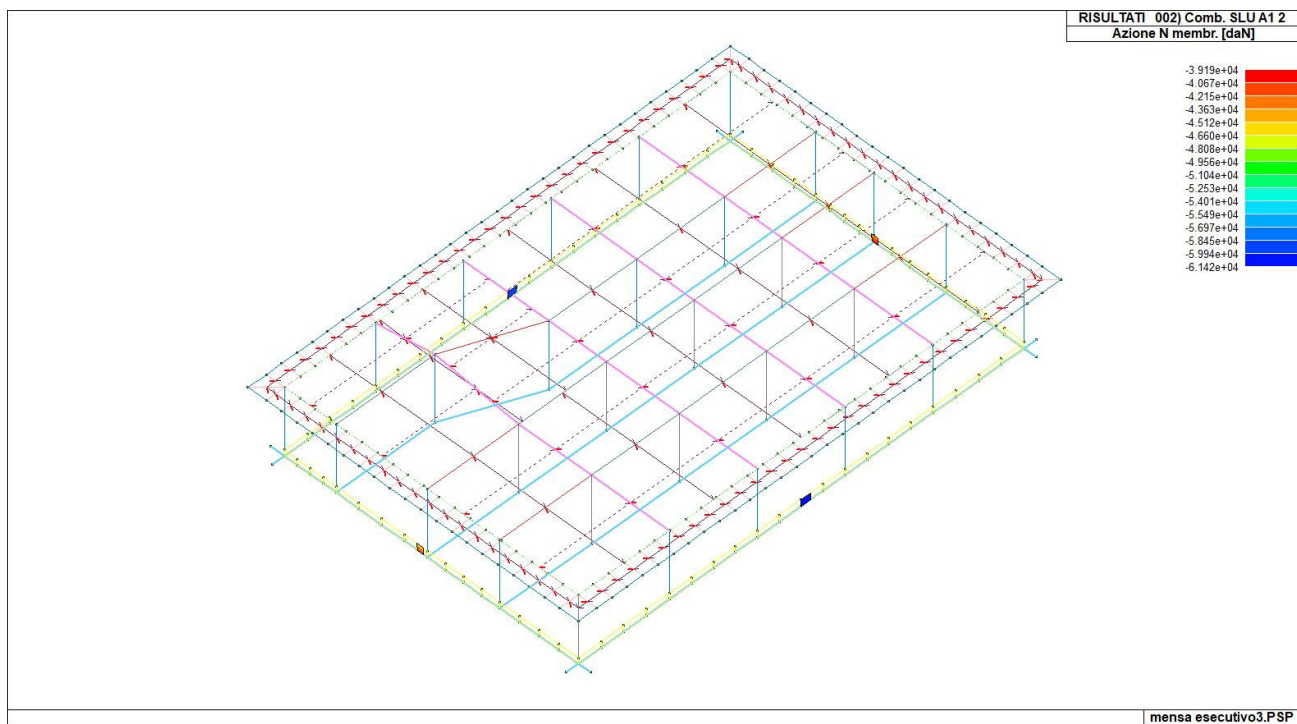 RISULTATI 002) Comb. SLU A1 2
Azione N membr. [daN]
-3.919e+04
-4.067e+04
-4.215e+04
-4.363e+04
-4.512e+04
-4.660e+04
-4.808e+04
-4.956e+04
-5.104e+04
-5.253e+04
-5.401e+04
-5.549e+04
-5.697e+04
-5.845e+04
-5.994e+04
-6.142e+04
mensa esecutivo3.PSP